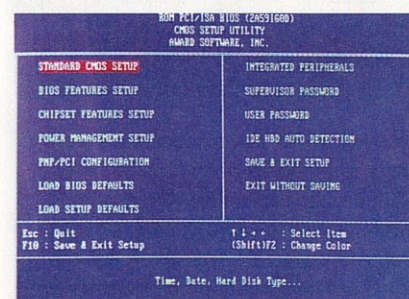 ROM PCI/ISA BIOS (2A59IG0D)
CMOS SETUP UTILITY
AWARD SOFTWARE, INC.
STANDARD CMOS SETUP
BIOS FEATURES SETUP
CHIPSET FEATURES SETUP
POWER MANAGEMENT SETUP
PNP/PCI CONFIGURATION
LOAD BIOS DEFAULTS
LOAD SETUP DEFAULTS
INTEGRATED PERIPHERALS
SUPERVISOR PASSWORD
USER PASSWORD
IDE HDD AUTO DETECTION
SAVE & EXIT SETUP
EXIT WITHOUT SAVING
Esc : Quit
F10 : Save & Exit Setup
↑ ↓ → ← : Select Item
(Shift)F2 : Change Color
Time, Date, Hard Disk Type...